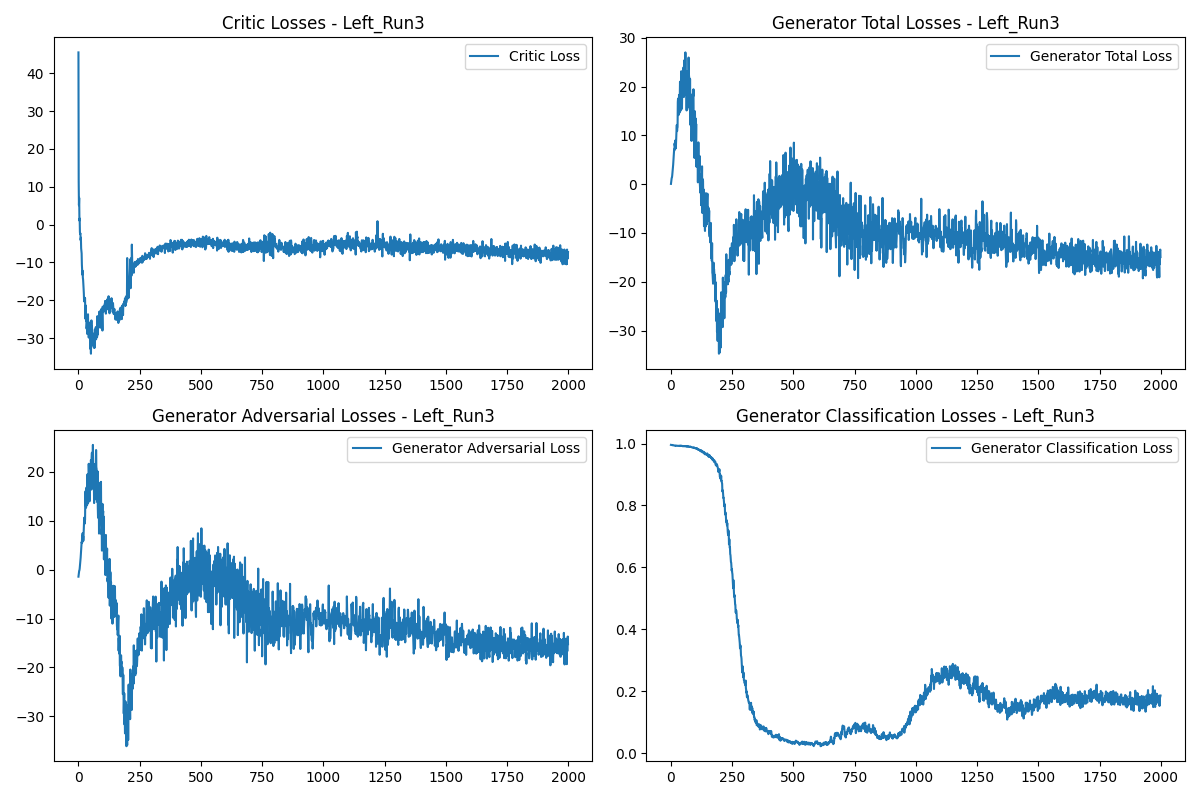 Critic Losses - Left_Run3
Critic Loss
40
30
20
10
0
−10
−20
−30
0 250 500 750 1000 1250 1500 1750 2000
Generator Total Losses - Left_Run3
Generator Total Loss
30
20
10
0
−10
−20
−30
0 250 500 750 1000 1250 1500 1750 2000
Generator Adversarial Losses - Left_Run3
Generator Adversarial Loss
20
10
0
−10
−20
−30
0 250 500 750 1000 1250 1500 1750 2000
Generator Classification Losses - Left_Run3
Generator Classification Loss
1.0
0.8
0.6
0.4
0.2
0.0
0 250 500 750 1000 1250 1500 1750 2000